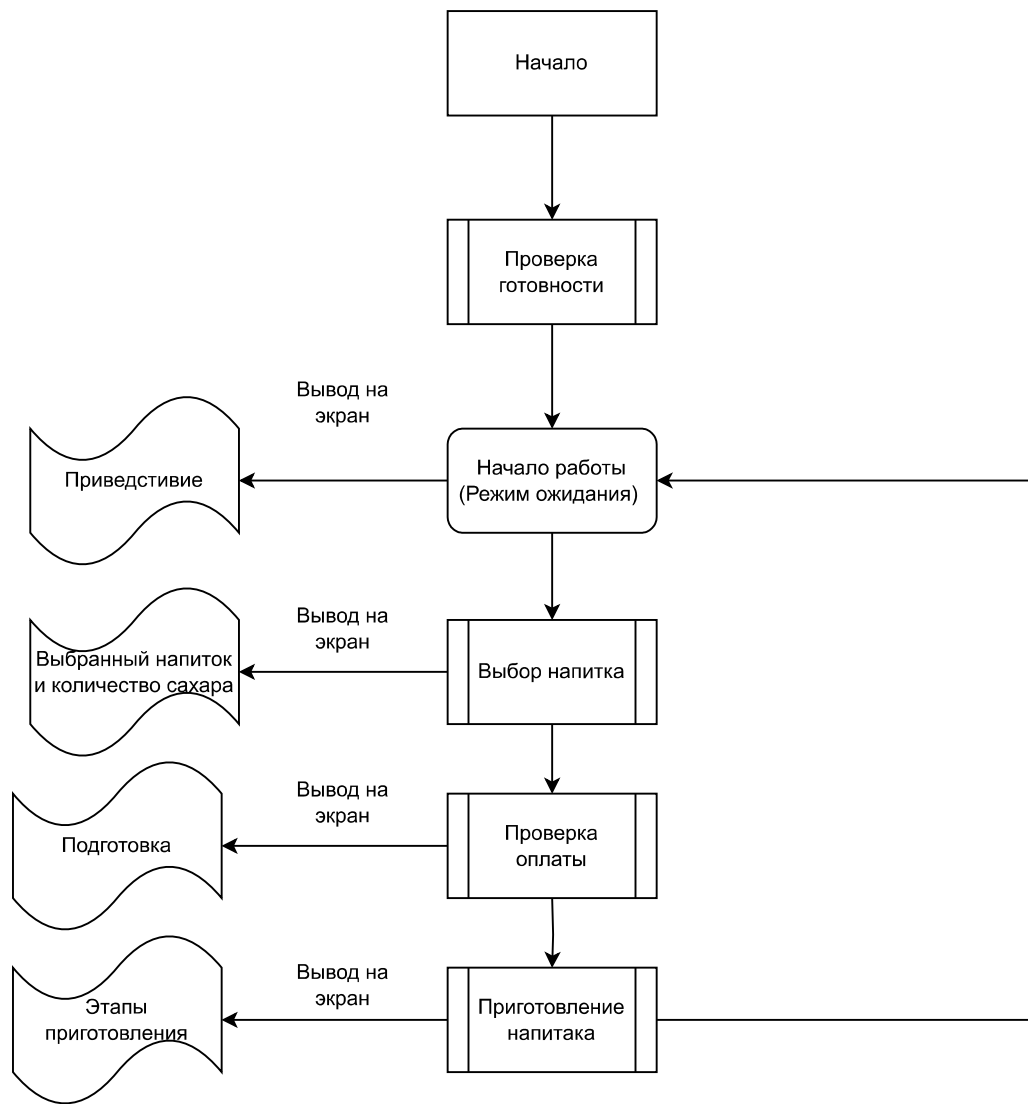 Начало
Проверка
готовности
Вывод на
экран
Приведстивие
Начало работы
(Режим ожидания)
Вывод на
экран
Выбранный напиток
и количество сахара
Выбор напитка
Вывод на
экран
Подготовка
Проверка
оплаты
Вывод на
экран
Этапы
приготовления
Приготовление
напитака